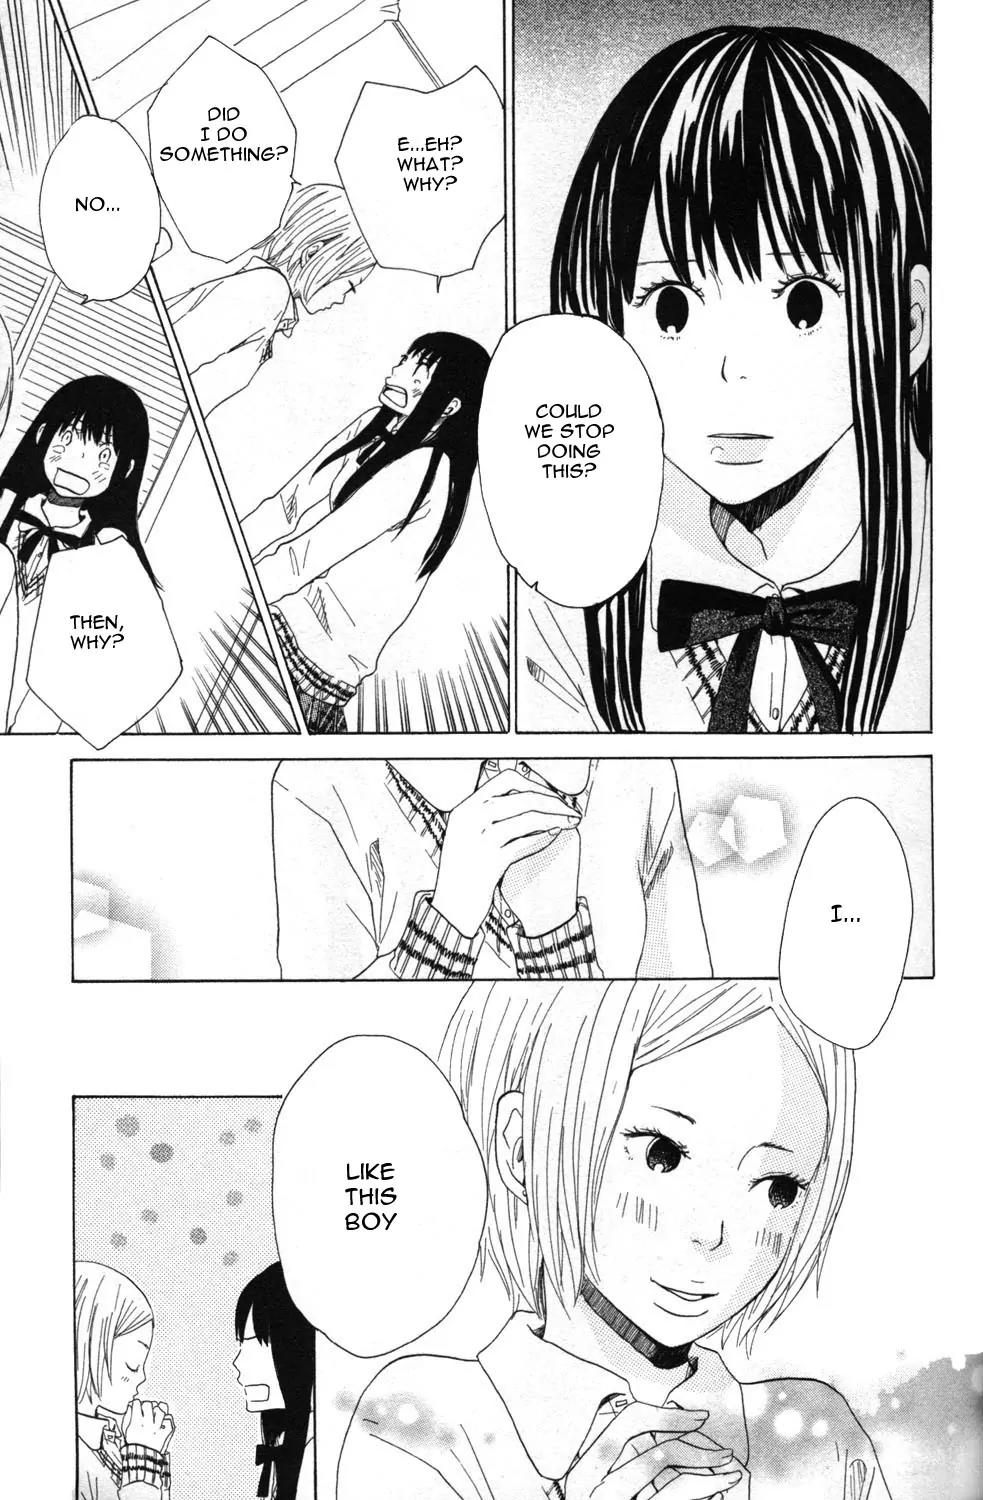 COULD
WE STOP
DOING
THIS?
E...EH?
WHAT?
WHY?
DID
I DO
SOMETHING?
NO...
THEN,
WHY?
I...
LIKE
THIS
BOY